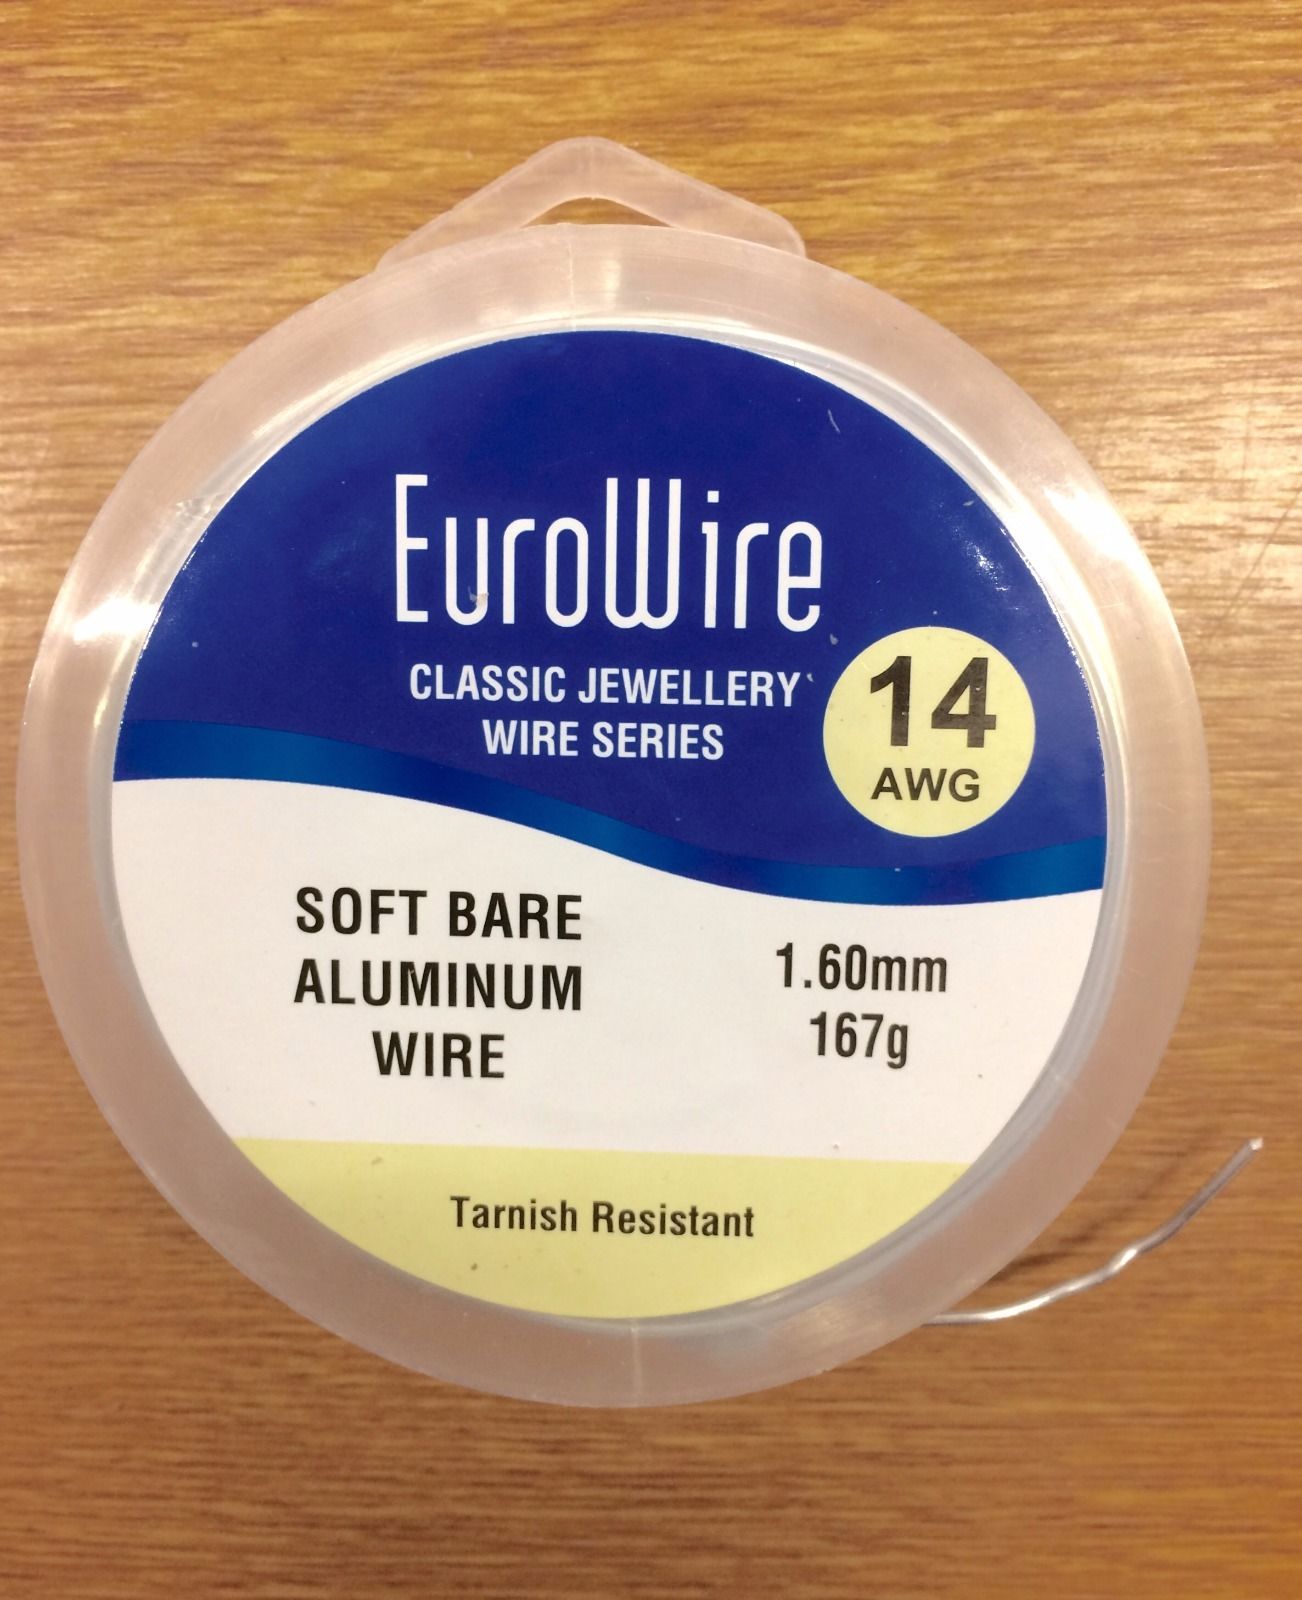 EuroWire
CLASSIC JEWELLERY
WIRE SERIES
14
AWG
SOFT BARE
ALUMINUM
WIRE
1.60mm
167g
Tarnish Resistant